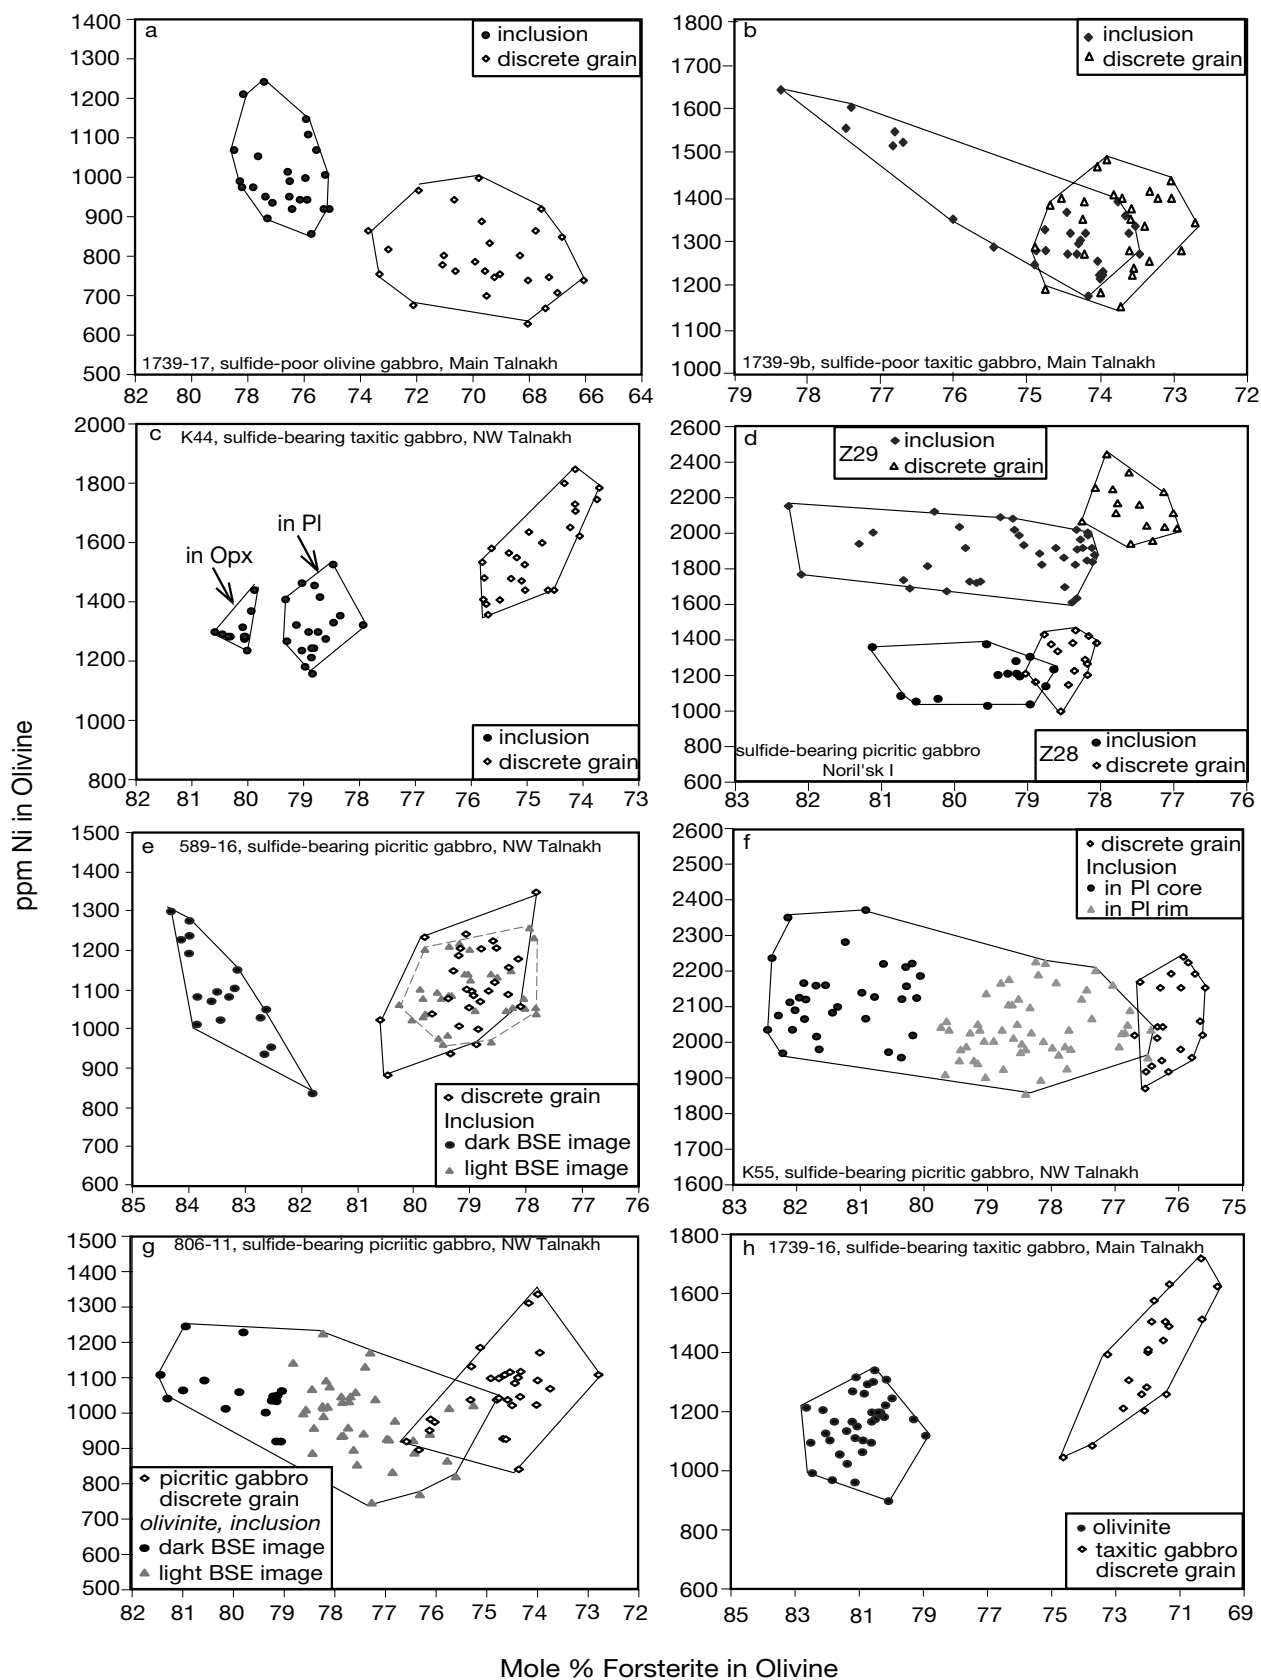 ppm Ni in Olivine
a
inclusion
discrete grain
1400
1300
1200
1100
1000
900
800
700
600
500
1739-17, sulfide-poor olivine gabbro, Main Talnakh
82 80 78 76 74 72 70 68 66 64
b
inclusion
discrete grain
1800
1700
1600
1500
1400
1300
1200
1100
1000
1739-9b, sulfide-poor taxitic gabbro, Main Talnakh
79 78 77 76 75 74 73 72
c
K44, sulfide-bearing taxitic gabbro, NW Talnakh
2000
1800
1600
1400
1200
1000
800
in Pl
in Opx
inclusion
discrete grain
82 81 80 79 78 77 76 75 74 73
d
Z29
inclusion
discrete grain
2600
2400
2200
2000
1800
1600
1400
1200
1000
800
600
sulfide-bearing picritic gabbro
Noril'sk I
Z28
inclusion
discrete grain
83 82 81 80 79 78 77 76
e
589-16, sulfide-bearing picritic gabbro, NW Talnakh
1500
1400
1300
1200
1100
1000
900
800
700
600
discrete grain
Inclusion
dark BSE image
light BSE image
85 84 83 82 81 80 79 78 77 76
f
discrete grain
Inclusion
in Pl core
in Pl rim
2600
2500
2400
2300
2200
2100
2000
1900
1800
1700
1600
K55, sulfide-bearing picritic gabbro, NW Talnakh
83 82 81 80 79 78 77 76 75
g
806-11, sulfide-bearing picriitic gabbro, NW Talnakh
1500
1400
1300
1200
1100
1000
900
800
700
600
500
picritic gabbro
discrete grain
olivinite, inclusion
dark BSE image
light BSE image
82 81 80 79 78 77 76 75 74 73 72
h
1739-16, sulfide-bearing taxitic gabbro, Main Talnakh
1800
1600
1400
1200
1000
800
600
olivinite
taxitic gabbro
discrete grain
85 83 81 79 77 75 73 71 69
Mole % Forsterite in Olivine